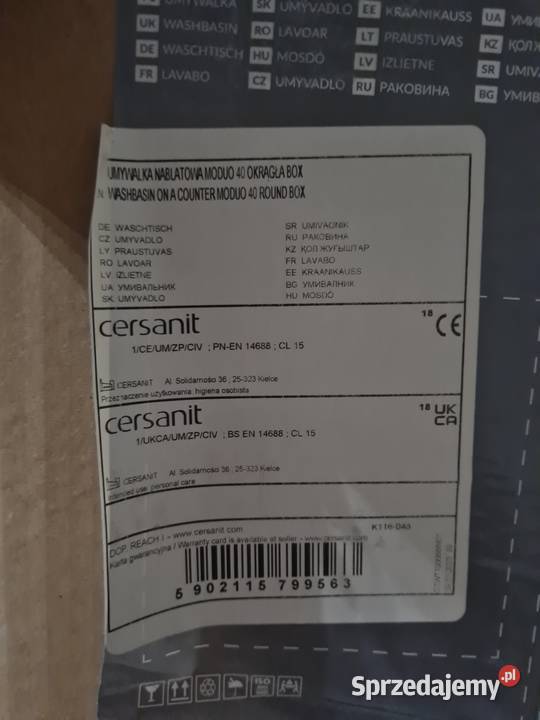 UMYWALKA SK UMYVADLO EE KRAANIKAUSS UA
UK WASHBASIN RO LAVOAR LT PRAUSTUVAS KZ
DE WASCHTISCH HU MOSDÓ LV IZLIETNE SR
FR LAVABO CZ UMYVADLO RU РАКОВИНА BG
UMYWALKA NABLATOWA MODUO 40 OKRĄGŁA BOX
WASHBASIN ON A COUNTER MODUO 40 ROUND BOX
DE WASCHTISCH SR UMIVAONIK
CZ UMYVADLO RU РАКОВИНА
LY PRAUSTUVAS KZ ҚОЛ ЖУҒЫШТАР
RO LAVOAR FR LAVABO
LV IZLIETNE EE KRAANIKAUSS
UA УМИВАЛЬНИК BG УМИВАЛНИК
SK UMYVADLO HU MOSDÓ
cersanit 18 CE
1/CE/UM/ZP/CIV ; PN-EN 14688 ; CL 15
CERSANIT Al. Solidarności 36 ; 25-323 Kielce
Przeznaczenie użytkowania: higiena osobista
cersanit 18 UK CA
1/UKCA/UM/ZP/CIV ; BS EN 14688 ; CL 15
CERSANIT Al. Solidarności 36 ; 25-323 Kielce
Intended use: personal care
DOP, REACH I - www.cersanit.com
Karta gwarancyjna / Warranty card is available at seller - www.cersanit.com
5 902115 799563
ISO
Sprzedajemy.pl